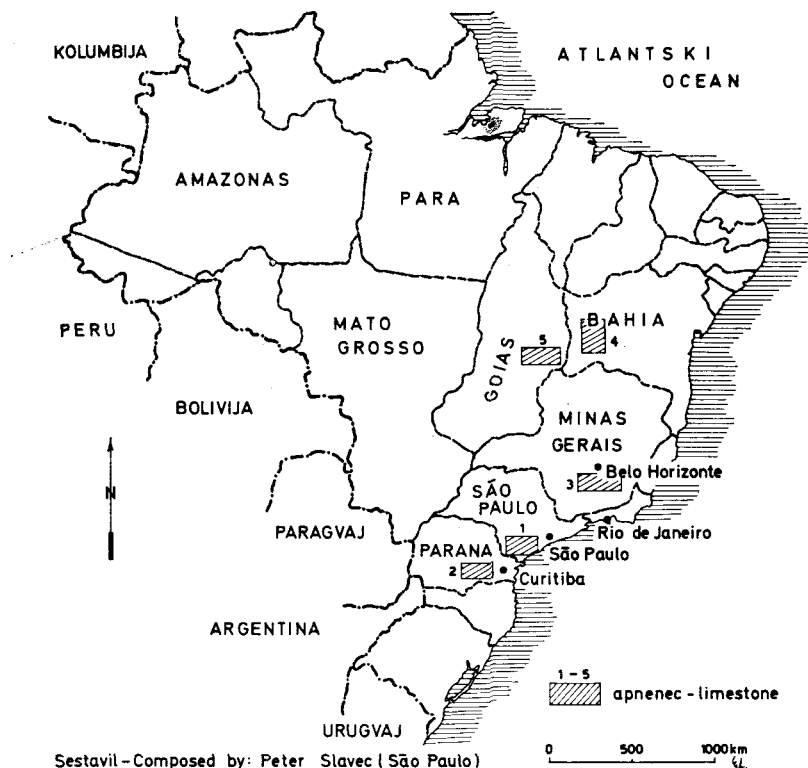 KOLUMBIJA
ATLANTSKI
OCEAN
AMAZONAS
PARA
PERU
MATO
GROSSO
GOIAS
5
BAHIA
4
BOLIVIJA
MINAS
GERAIS
Belo Horizonte
3
N
SÃO
PAULO
PARAGVAJ
1
Rio de Janeiro
São Paulo
PARANA
2
Curitiba
ARGENTINA
1-5
apnenec-limestone
URUGVAJ
Sestavil-Composed by: Peter Slavec (São Paulo)
0 500 1000 km